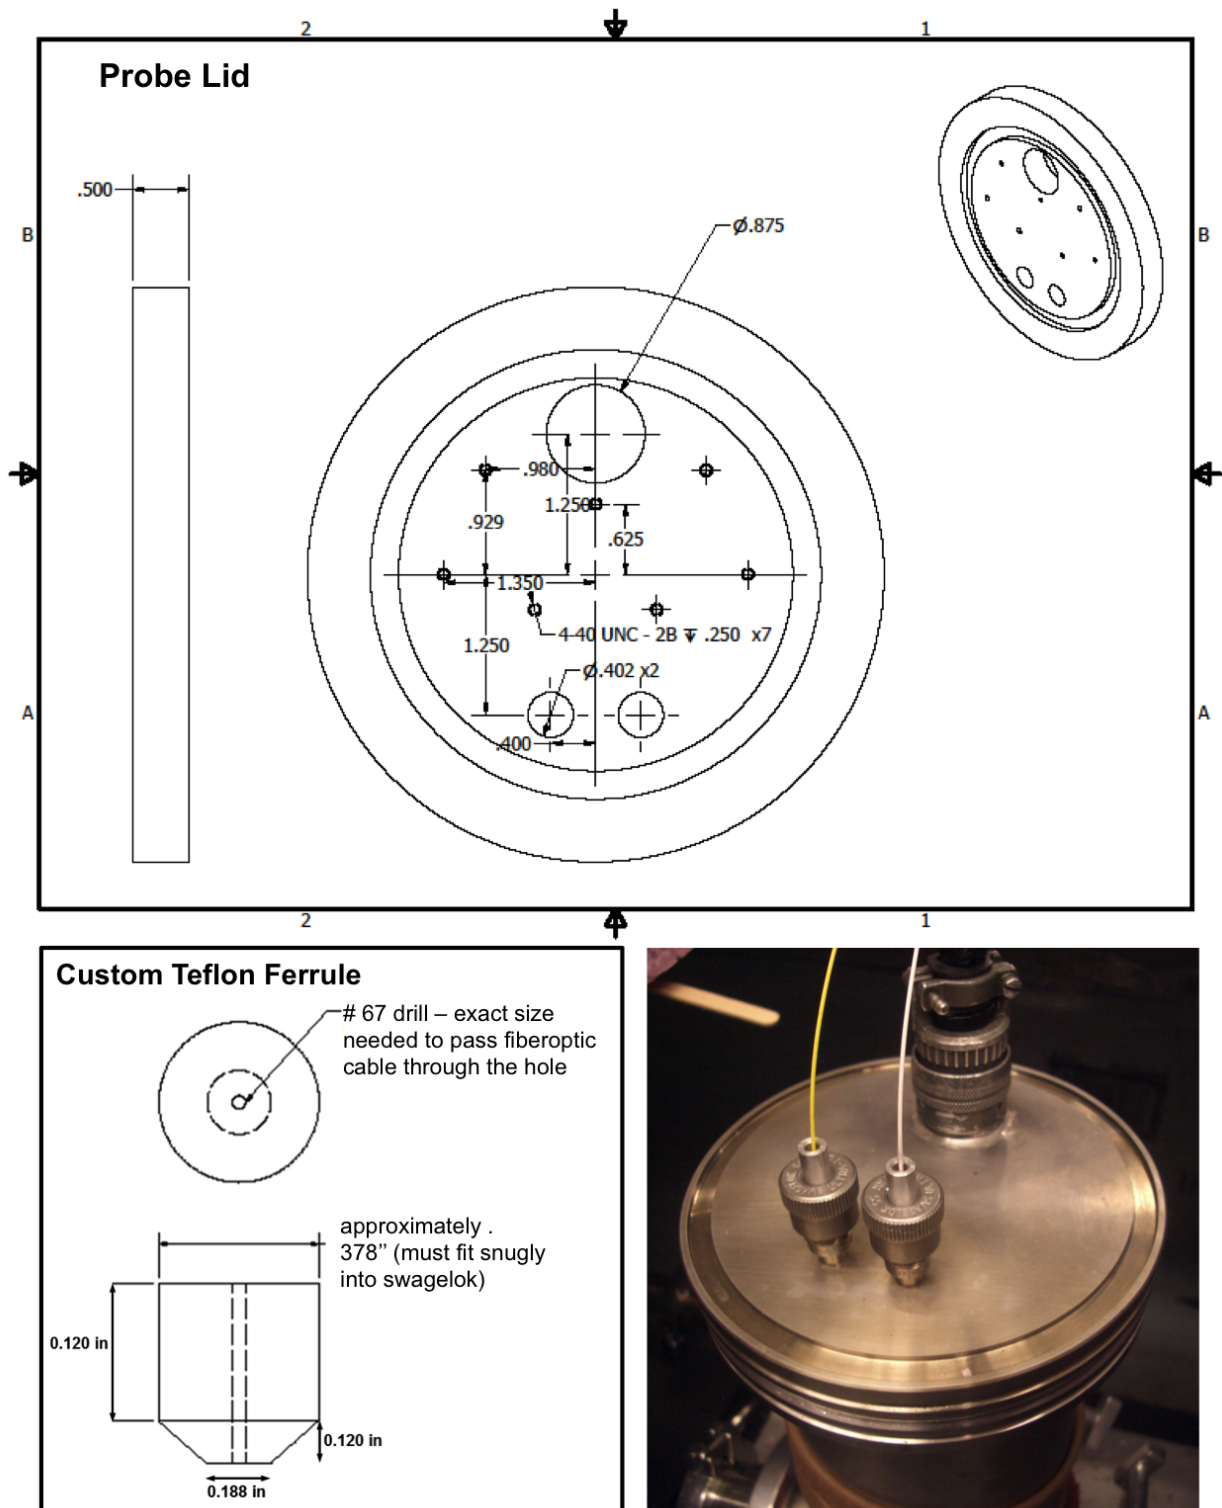 2 1
Probe Lid
.500
B B
Ø.875
.980
1.250
.929
.625
1.350
4-40 UNC - 2B ↧ .250 x7
1.250
Ø.402 x2
A A
.400
2 1
Custom Teflon Ferrule
# 67 drill – exact size
needed to pass fiberoptic
cable through the hole
approximately .
378” (must fit snugly
into swagelok)
0.120 in
0.120 in
0.188 in